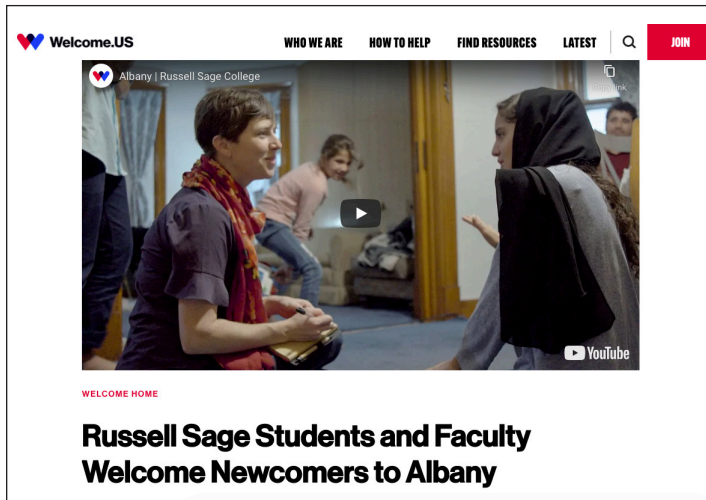 Welcome.US
WHO WE ARE
HOW TO HELP
FIND RESOURCES
LATEST
JOIN
Albany | Russell Sage College
YouTube
WELCOME HOME
Russell Sage Students and Faculty
Welcome Newcomers to Albany